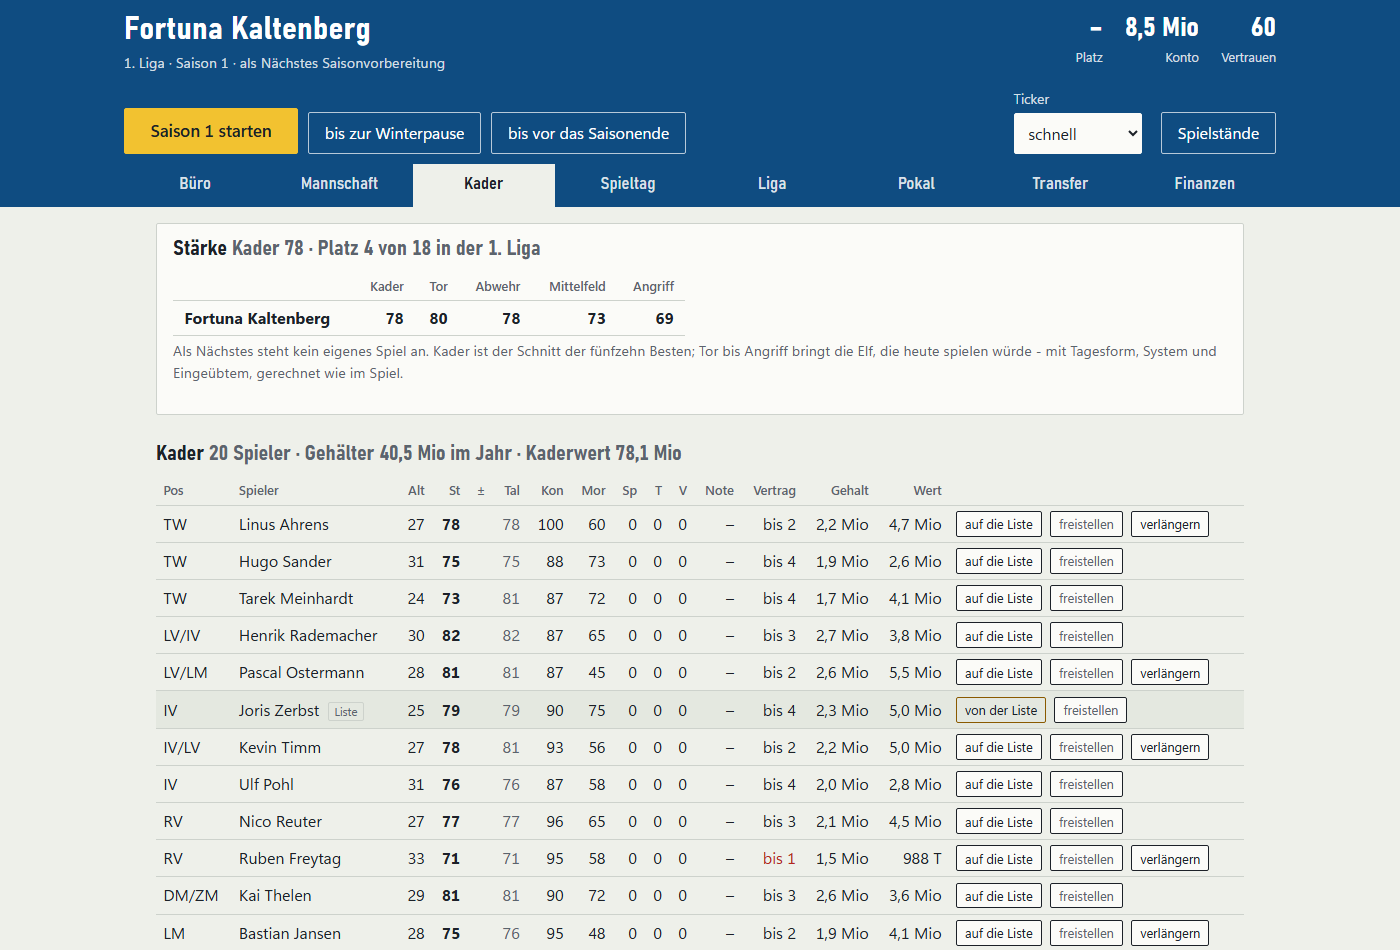 Fortuna Kaltenberg
1. Liga · Saison 1 · als Nächstes Saisonvorbereitung
– 8,5 Mio 60
Platz Konto Vertrauen
Saison 1 starten bis zur Winterpause bis vor das Saisonende
Ticker
schnell Spielstände
Büro Mannschaft Kader Spieltag Liga Pokal Transfer Finanzen
Stärke Kader 78 · Platz 4 von 18 in der 1. Liga
Kader Tor Abwehr Mittelfeld Angriff
Fortuna Kaltenberg 78 80 78 73 69
Als Nächstes steht kein eigenes Spiel an. Kader ist der Schnitt der fünfzehn Besten; Tor bis Angriff bringt die Elf, die heute spielen würde - mit Tagesform, System und
Eingeübtem, gerechnet wie im Spiel.
Kader 20 Spieler · Gehälter 40,5 Mio im Jahr · Kaderwert 78,1 Mio
Pos Spieler Alt St ± Tal Kon Mor Sp T V Note Vertrag Gehalt Wert
TW Linus Ahrens 27 78 78 100 60 0 0 0 – bis 2 2,2 Mio 4,7 Mio auf die Liste freistellen verlängern
TW Hugo Sander 31 75 75 88 73 0 0 0 – bis 4 1,9 Mio 2,6 Mio auf die Liste freistellen
TW Tarek Meinhardt 24 73 81 87 72 0 0 0 – bis 4 1,7 Mio 4,1 Mio auf die Liste freistellen
LV/IV Henrik Rademacher 30 82 82 87 65 0 0 0 – bis 3 2,7 Mio 3,8 Mio auf die Liste freistellen
LV/LM Pascal Ostermann 28 81 81 87 45 0 0 0 – bis 2 2,6 Mio 5,5 Mio auf die Liste freistellen verlängern
IV Joris Zerbst Liste 25 79 79 90 75 0 0 0 – bis 4 2,3 Mio 5,0 Mio von der Liste freistellen
IV/LV Kevin Timm 27 78 81 93 56 0 0 0 – bis 2 2,2 Mio 5,0 Mio auf die Liste freistellen verlängern
IV Ulf Pohl 31 76 76 87 58 0 0 0 – bis 4 2,0 Mio 2,8 Mio auf die Liste freistellen
RV Nico Reuter 27 77 77 96 65 0 0 0 – bis 3 2,1 Mio 4,5 Mio auf die Liste freistellen
RV Ruben Freytag 33 71 71 95 58 0 0 0 – bis 1 1,5 Mio 988 T auf die Liste freistellen verlängern
DM/ZM Kai Thelen 29 81 81 90 72 0 0 0 – bis 3 2,6 Mio 3,6 Mio auf die Liste freistellen
LM Bastian Jansen 28 75 76 95 48 0 0 0 – bis 2 1,9 Mio 4,1 Mio auf die Liste freistellen verlängern